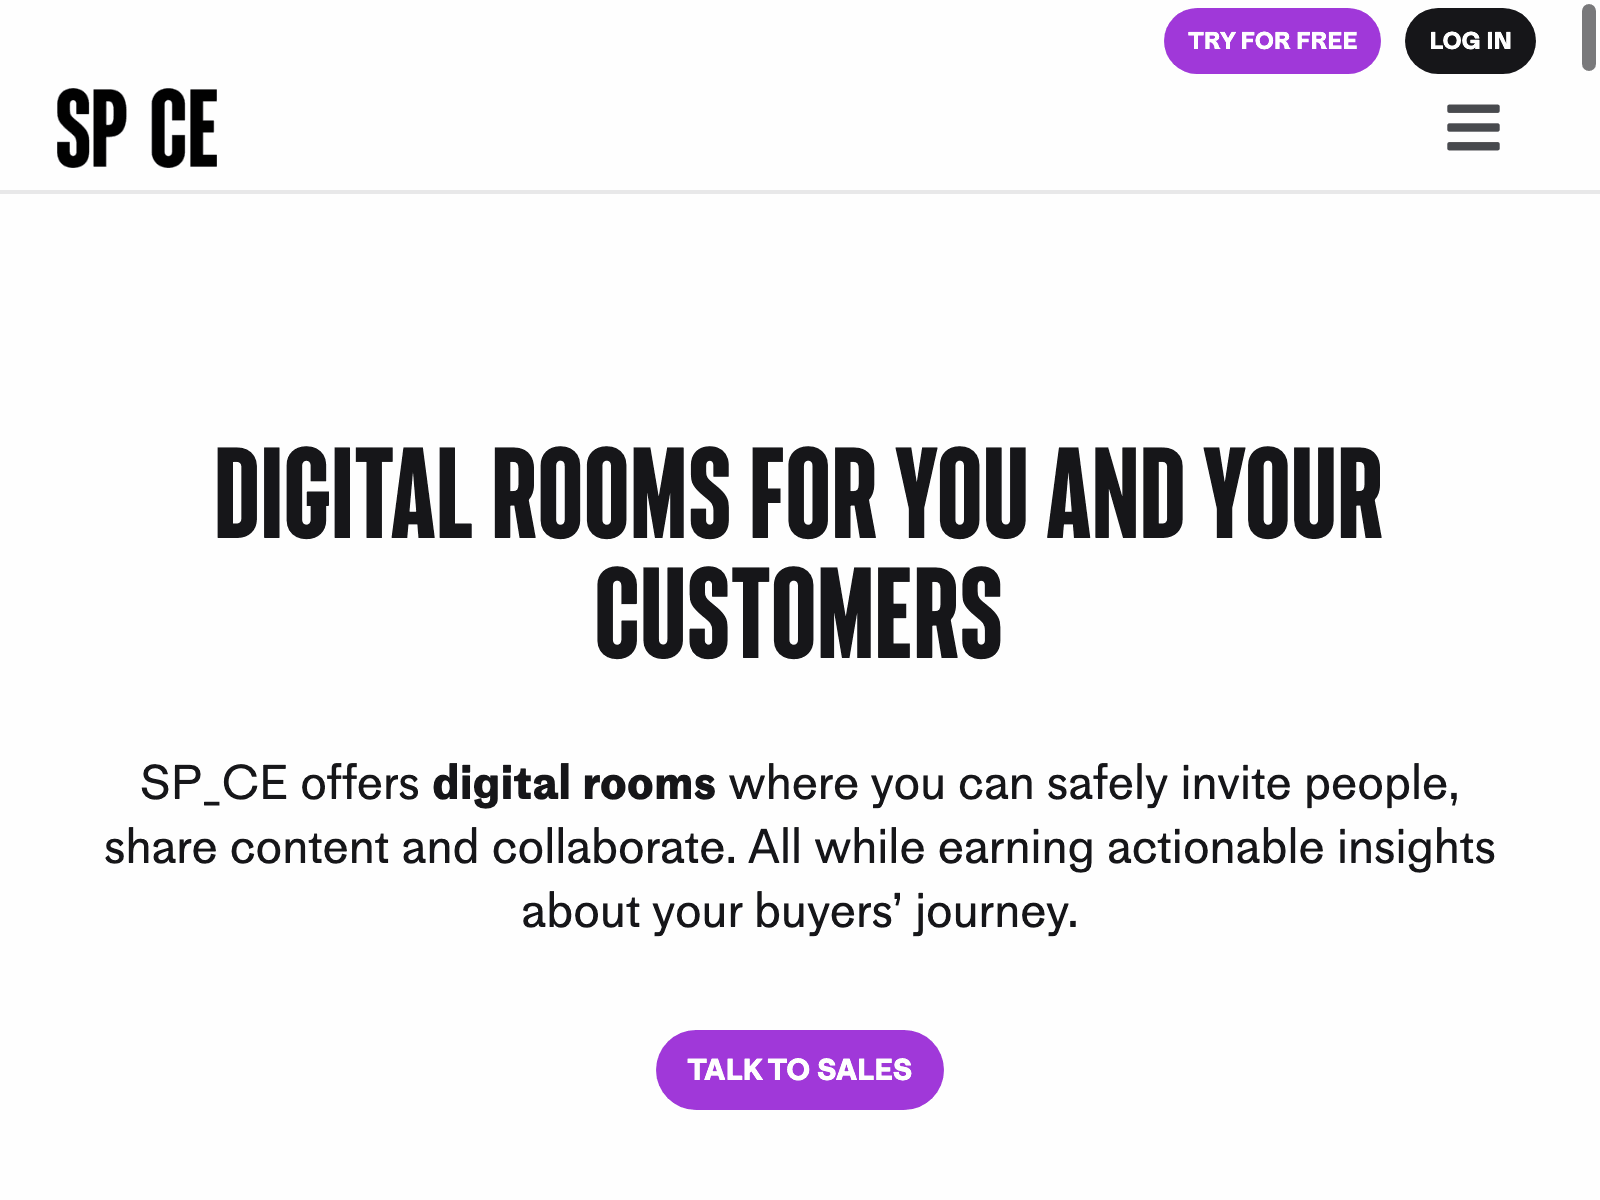 TRY FOR FREE
LOG IN
SP CE
DIGITAL ROOMS FOR YOU AND YOUR
CUSTOMERS
SP_CE offers digital rooms where you can safely invite people,
share content and collaborate. All while earning actionable insights
about your buyers’ journey.
TALK TO SALES